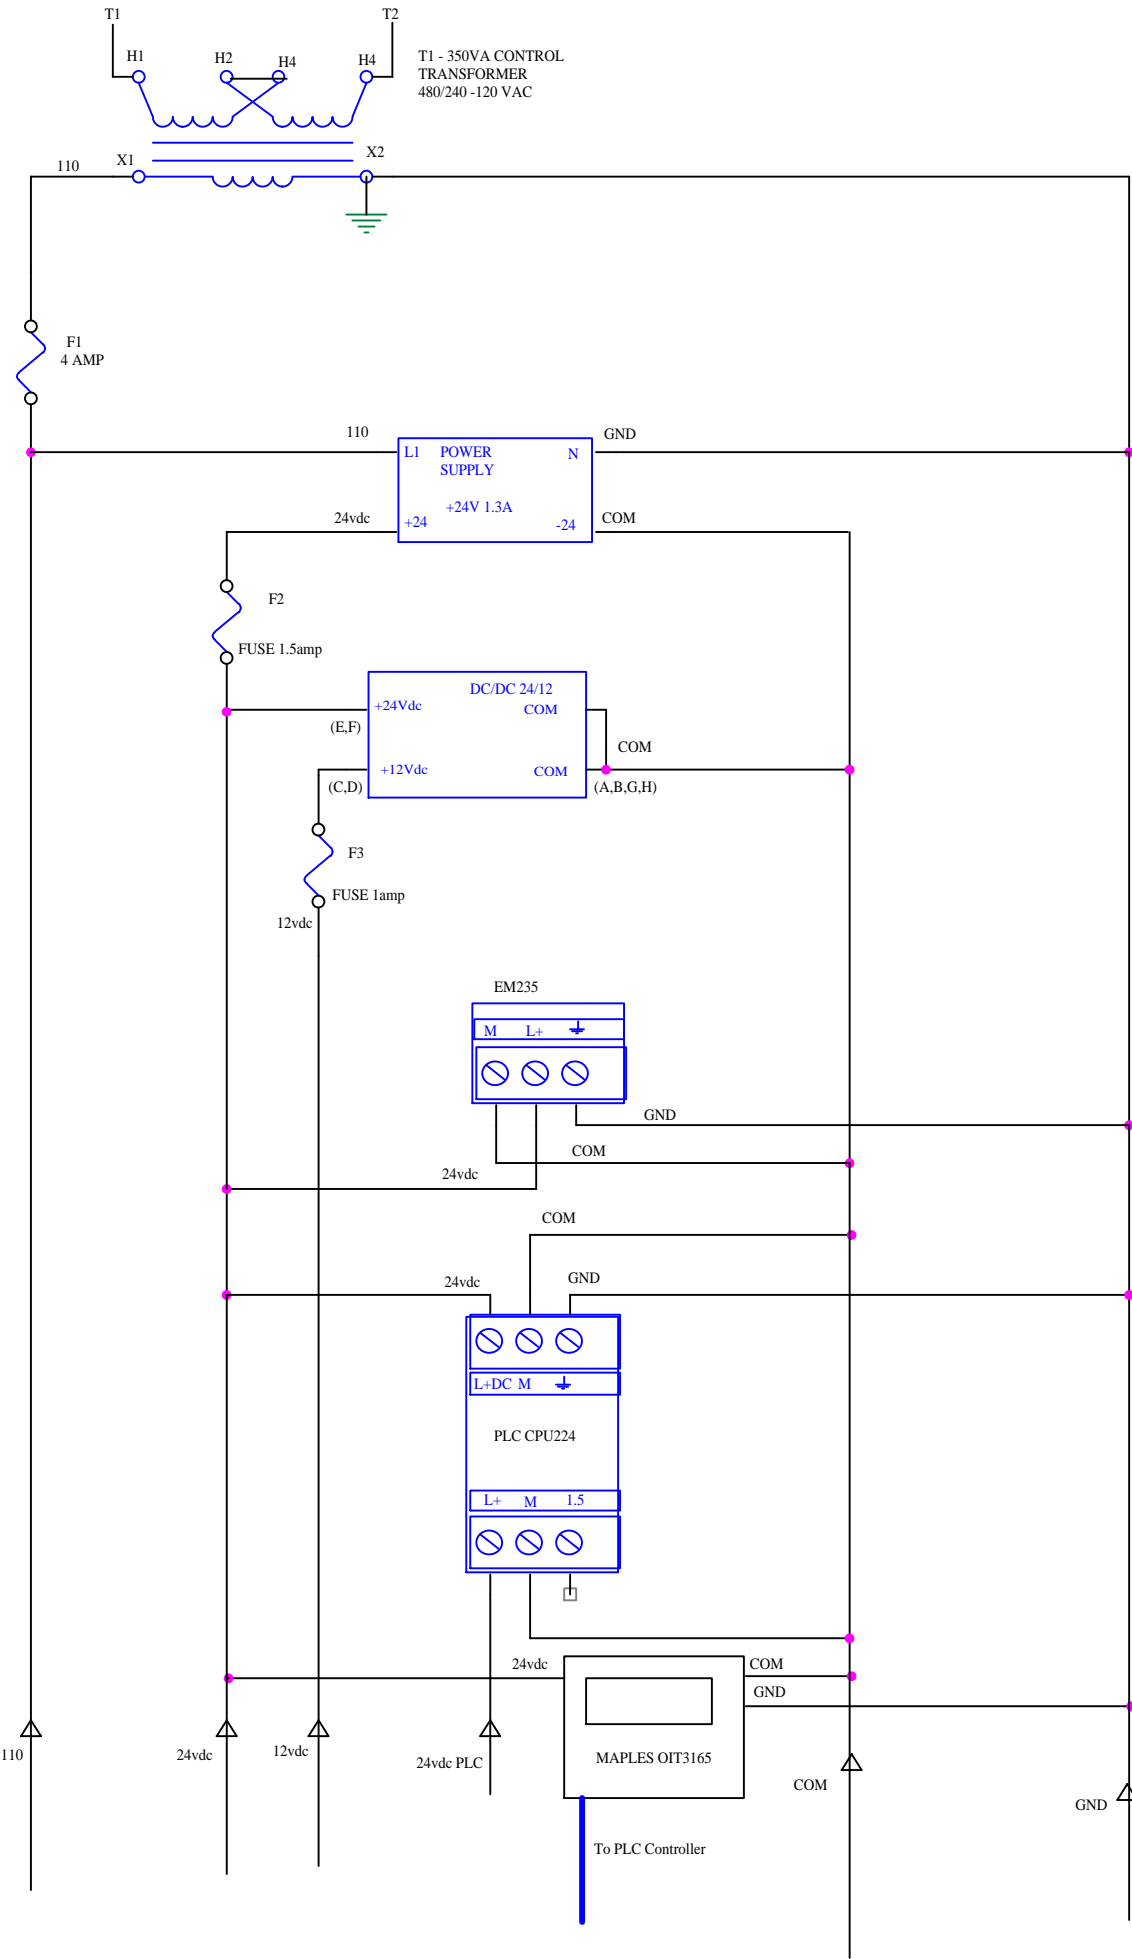 T1
T2
H1
H2
H4
H4
T1 - 350VA CONTROL
TRANSFORMER
480/240 -120 VAC
110
X1
X2
F1
4 AMP
110
GND
L1 POWER N
SUPPLY
+24V 1.3A
24vdc
+24
-24
COM
F2
FUSE 1.5amp
DC/DC 24/12
+24Vdc
COM
(E,F)
COM
+12Vdc
COM
(C,D)
(A,B,G,H)
F3
FUSE 1amp
12vdc
EM235
M L+
GND
COM
24vdc
COM
24vdc
GND
L+DC M
PLC CPU224
L+ M 1.5
24vdc
COM
GND
110
24vdc
12vdc
24vdc PLC
MAPLES OIT3165
COM
GND
To PLC Controller